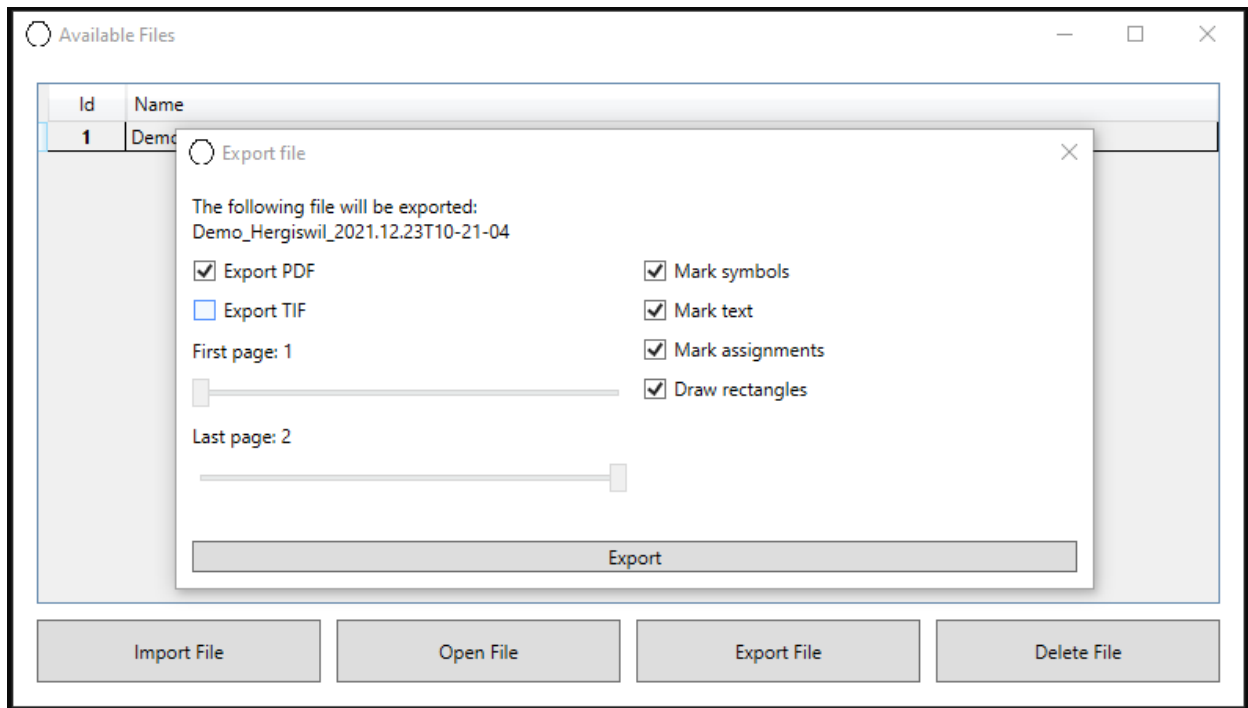 Available Files
Id Name
1 Demo
Export file
The following file will be exported:
Demo_Hergiswil_2021.12.23T10-21-04
Export PDF
Mark symbols
Export TIF
Mark text
First page: 1
Mark assignments
Draw rectangles
Last page: 2
Export
Import File Open File Export File Delete File